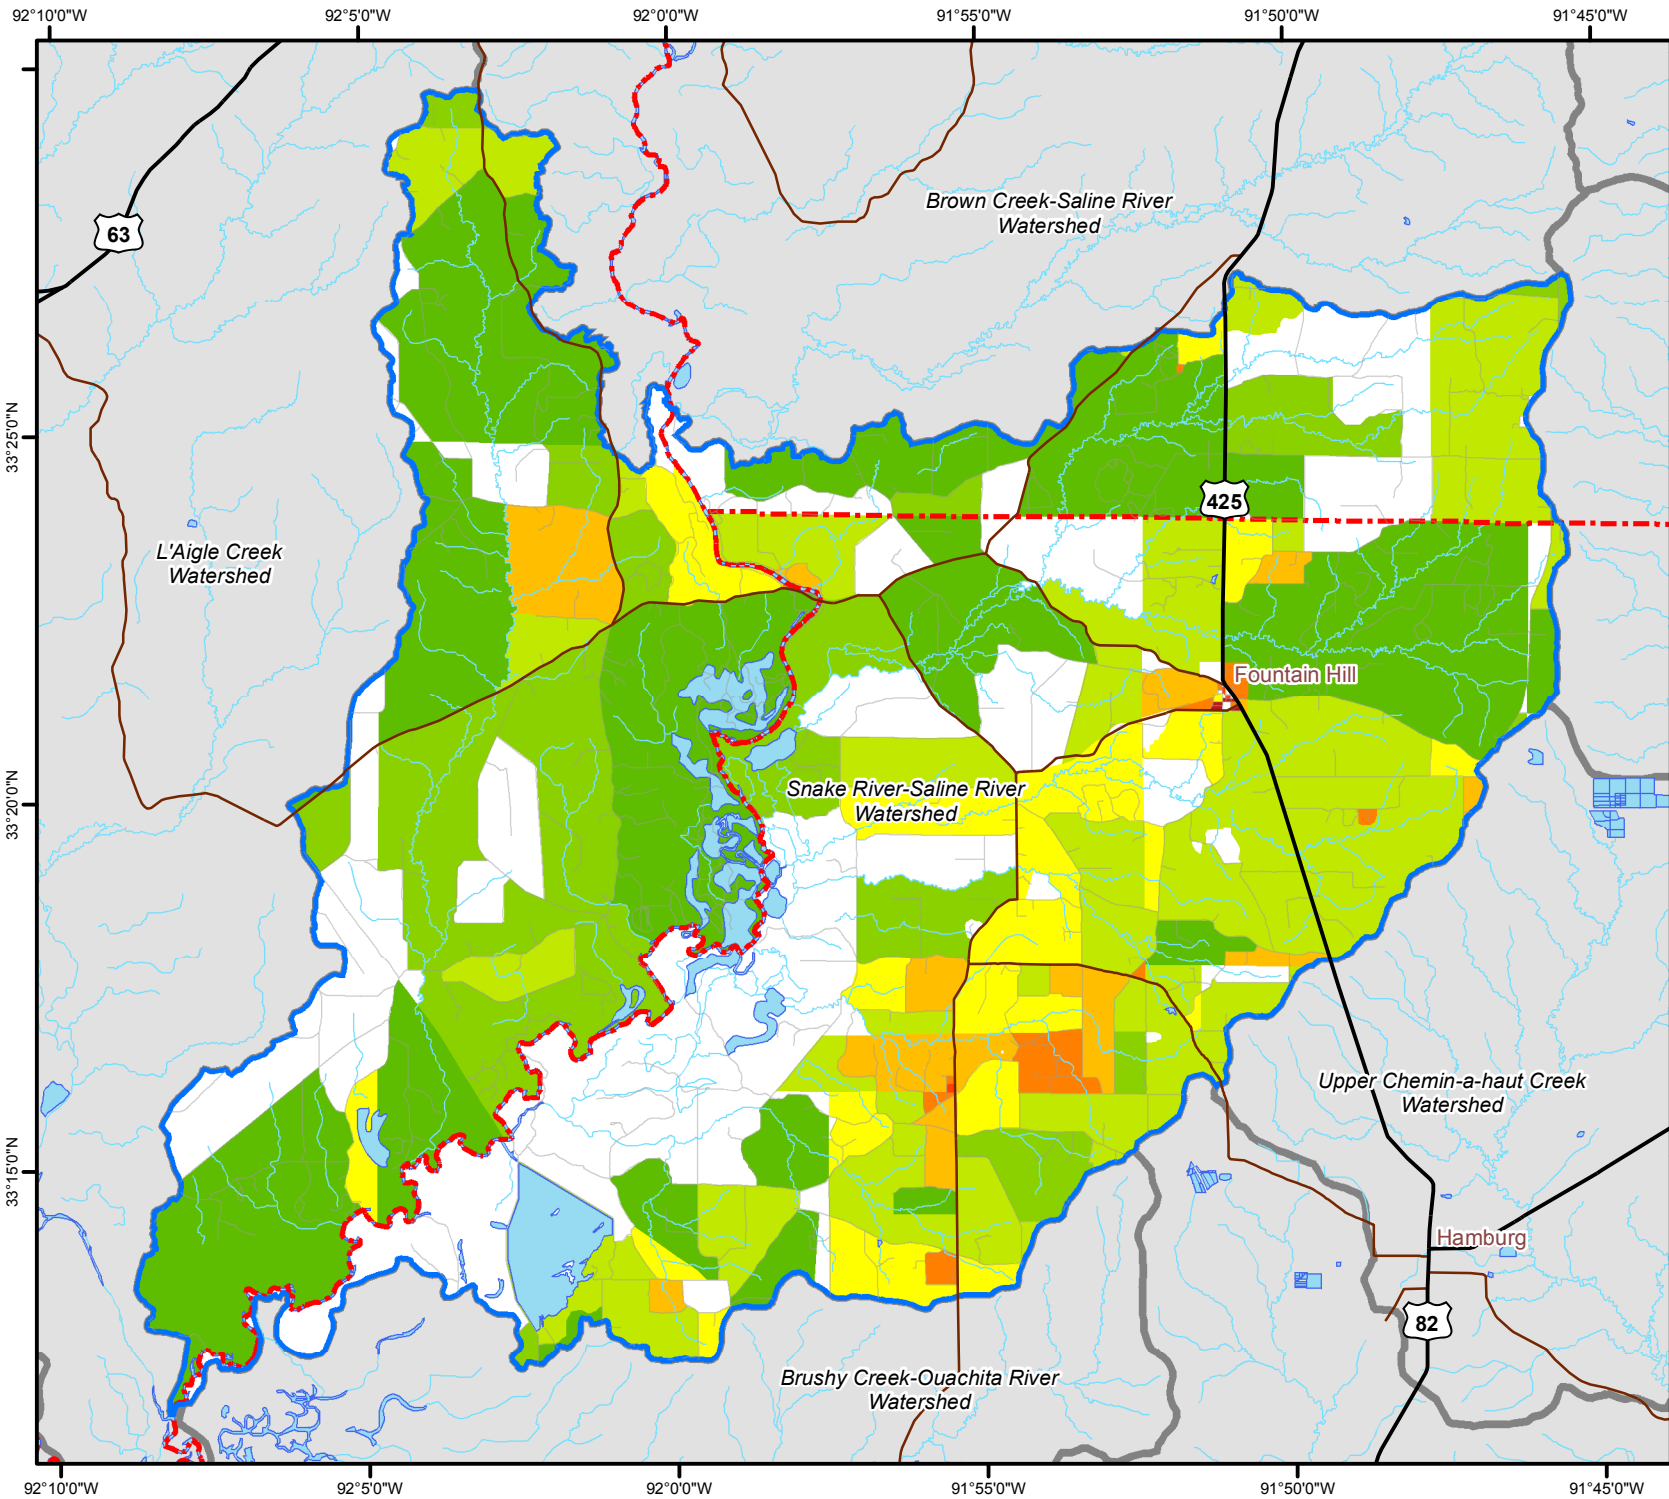 92°10'0"W
92°5'0"W
92°0'0"W
91°55'0"W
91°50'0"W
91°45'0"W
63
Brown Creek-Saline River
Watershed
33°25'0"N
425
L'Aigle Creek
Watershed
Fountain Hill
33°20'0"N
Snake River-Saline River
Watershed
Upper Chemin-a-haut Creek
Watershed
33°15'0"N
Hamburg
82
Brushy Creek-Ouachita River
Watershed
92°10'0"W
92°5'0"W
92°0'0"W
91°55'0"W
91°50'0"W
91°45'0"W